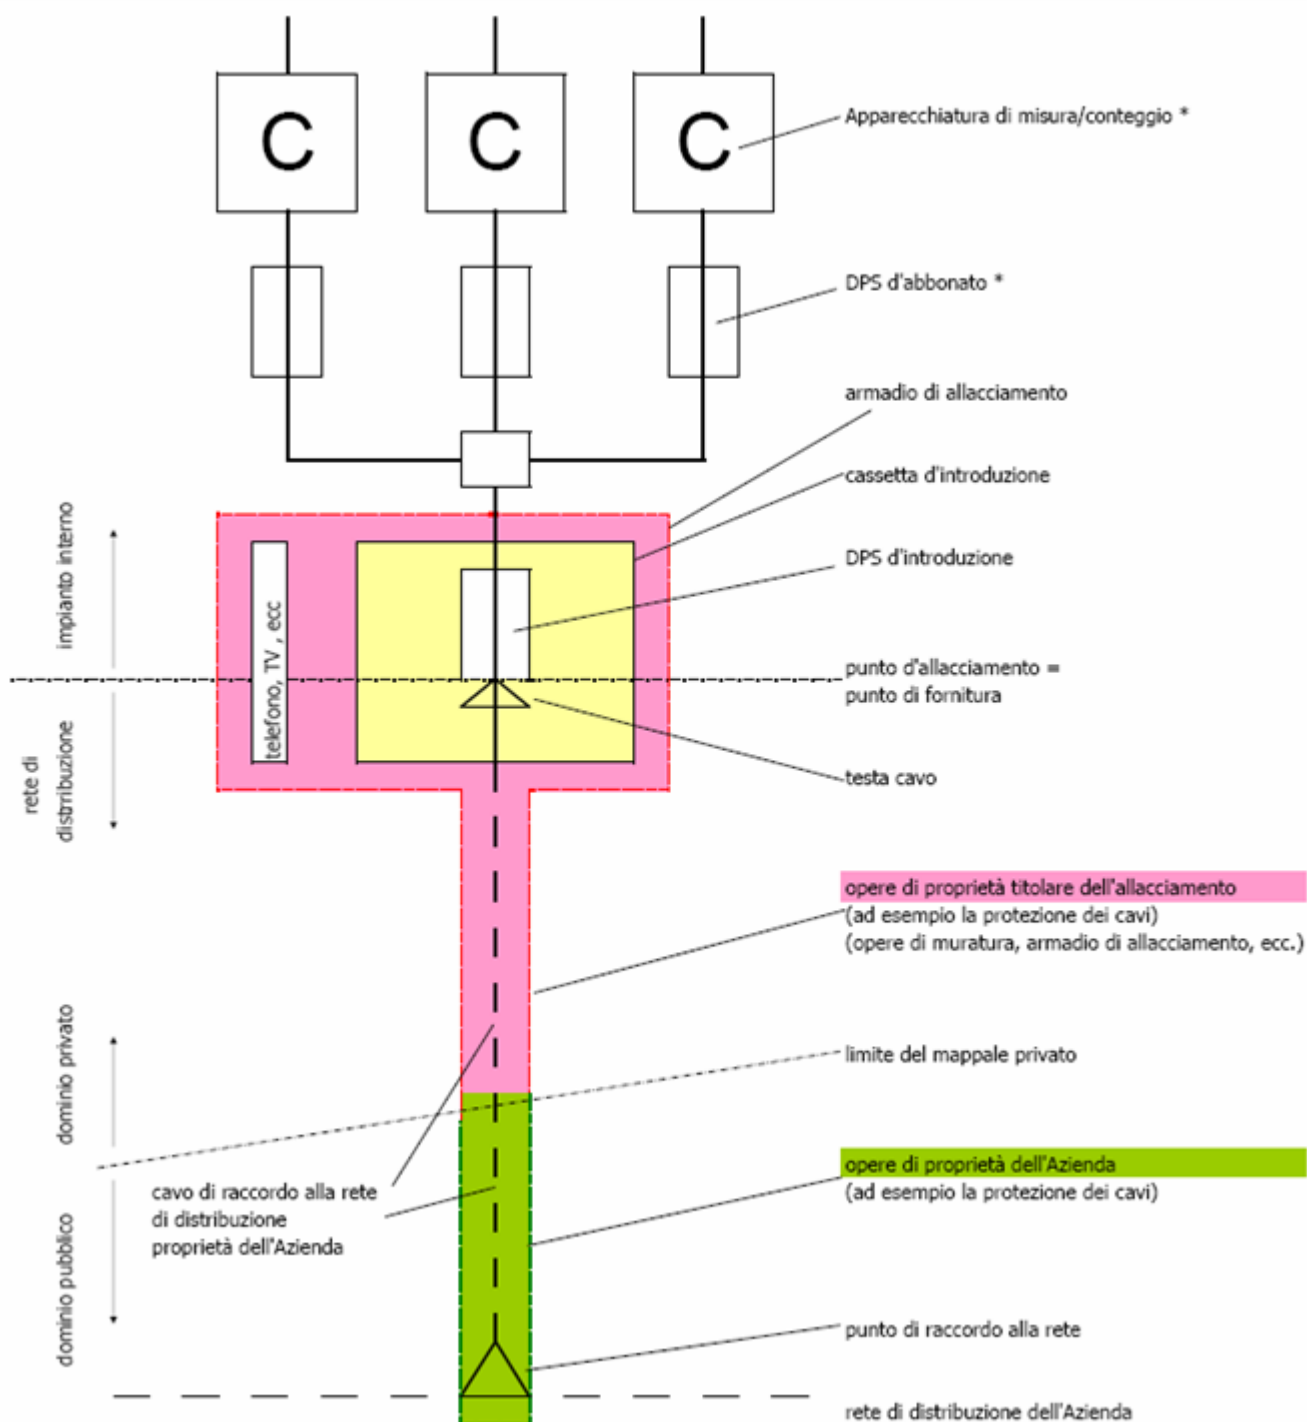 C
C
C
Apparecchiatura di misura/conteggio *
DPS d'abbonato *
armadio di allacciamento
cassetta d'introduzione
DPS d'introduzione
impianto interno
telefono, TV , ecc
punto d'allacciamento =
punto di fornitura
rete di
distrribuzione
testa cavo
opere di proprietà titolare dell'allacciamento
(ad esempio la protezione dei cavi)
(opere di muratura, armadio di allacciamento, ecc.)
dominio privato
limite del mappale privato
opere di proprietà dell'Azienda
(ad esempio la protezione dei cavi)
cavo di raccordo alla rete
di distribuzione
proprietà dell'Azienda
dominio pubblico
punto di raccordo alla rete
rete di distribuzione dell'Azienda